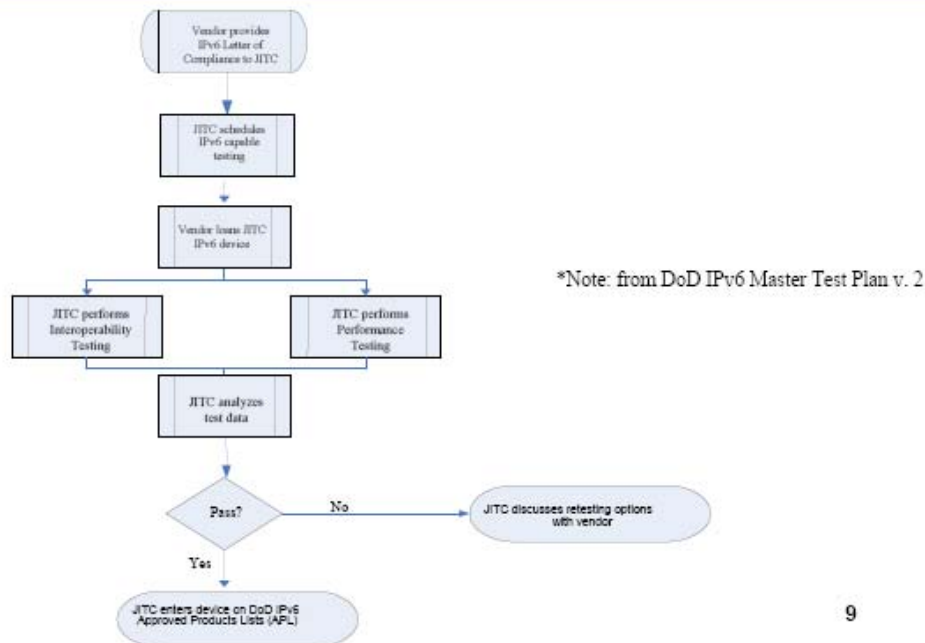 Vendor provides
IPv6 Letter of
Compliance to JITC
JITC schedules
IPv6 capable
testing
Vendor loans JITC
IPv6 device
*Note: from DoD IPv6 Master Test Plan v. 2
JITC performs
Interoperability
Testing
JITC performs
Performance
Testing
JITC analyzes
test data
Pass?
No
JITC discusses retesting options
with vendor
Yes
JITC enters device on DoD IPv6
Approved Products Lists (APL)
9